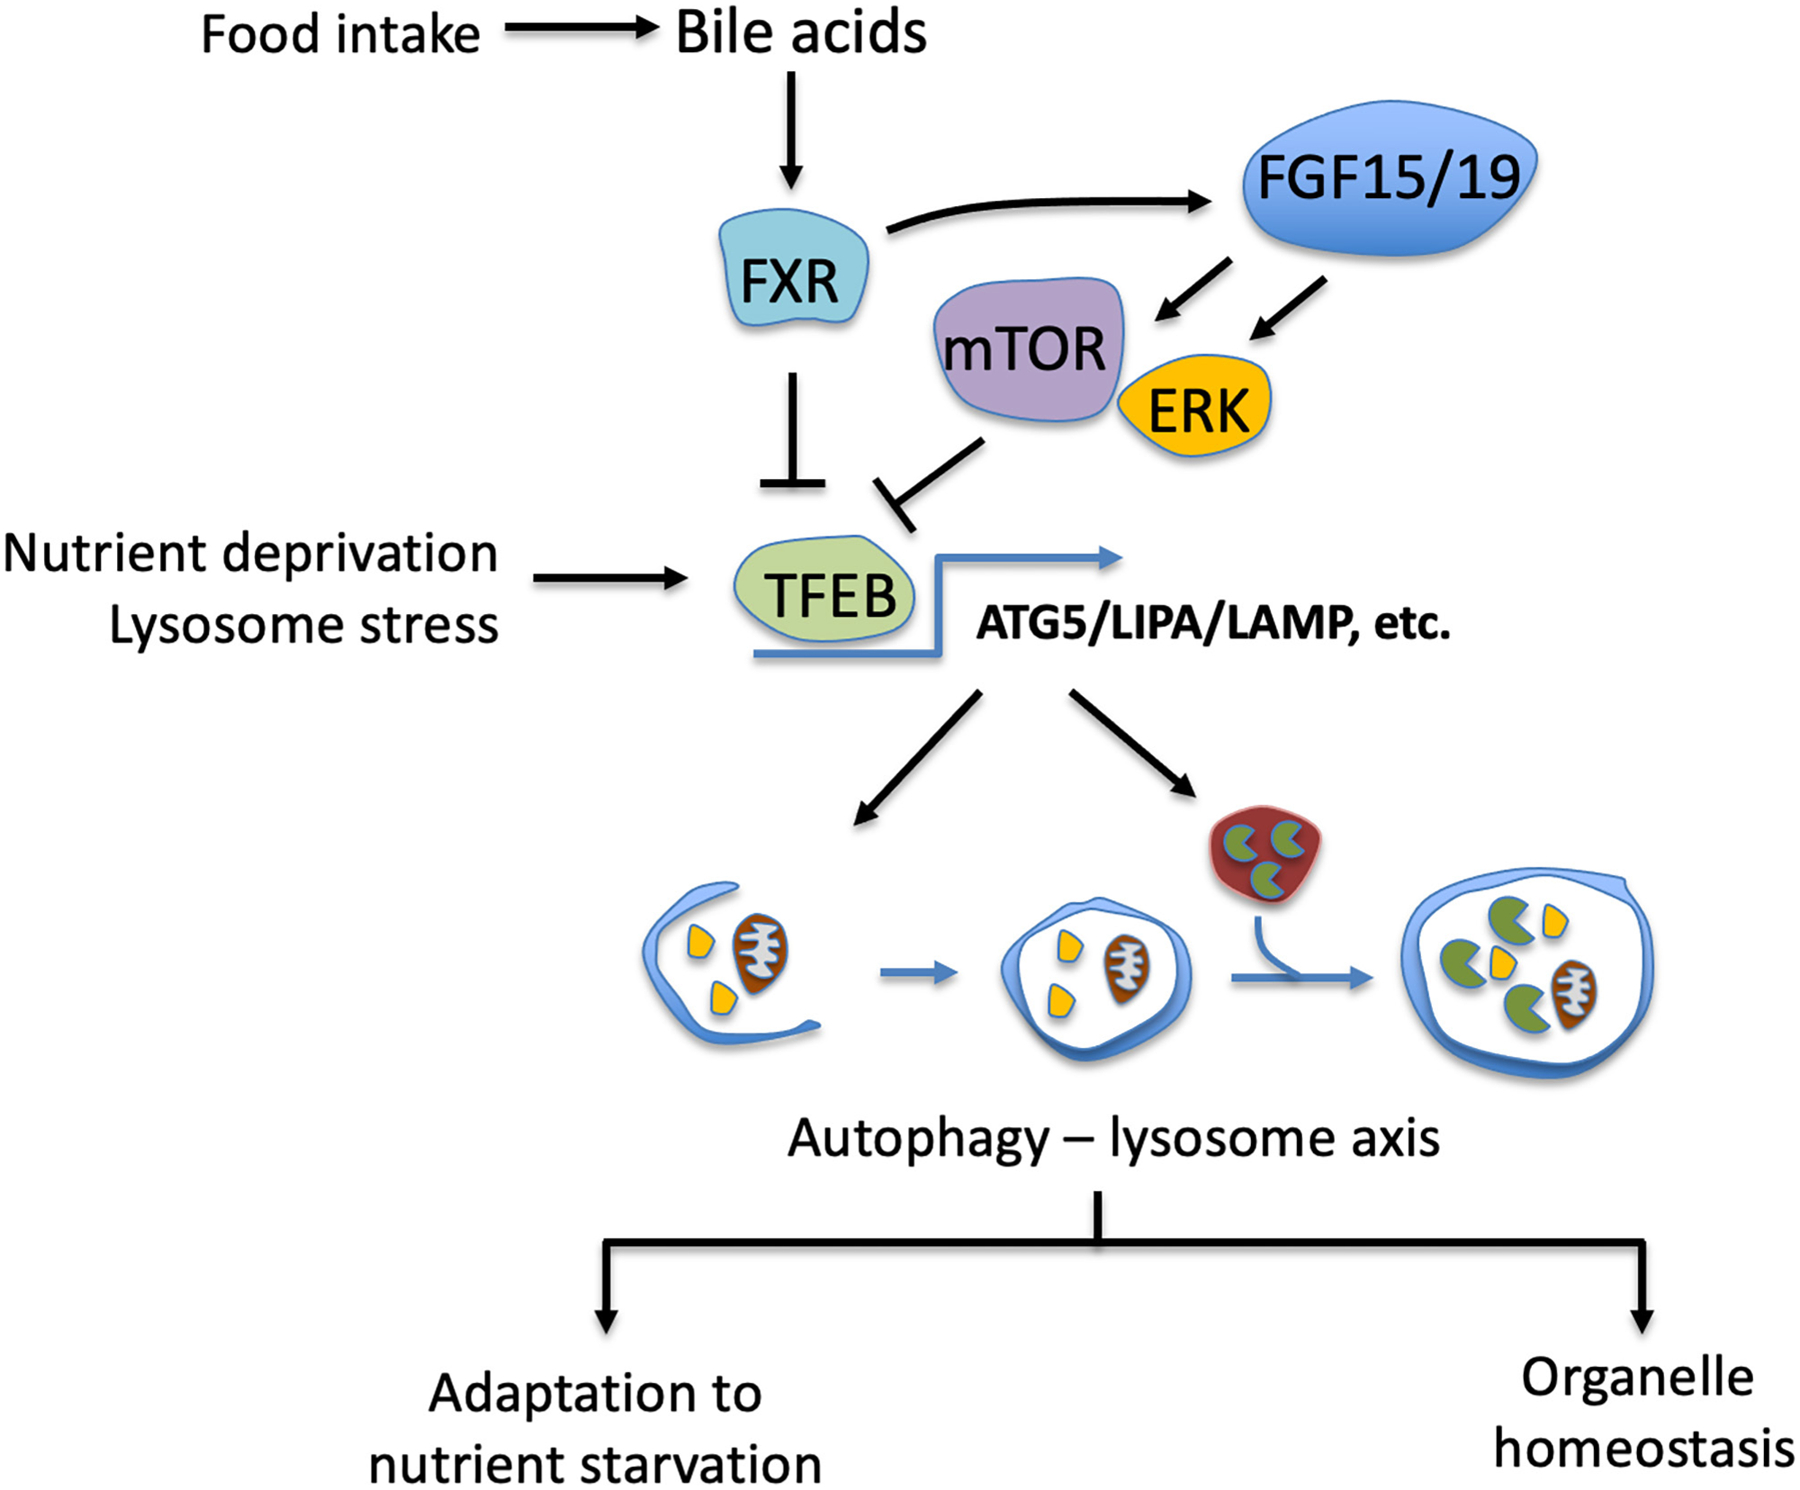 Food intake
Bile acids
FGF15/19
FXR
mTOR
ERK
Nutrient deprivation
Lysosome stress
TFEB
ATG5/LIPA/LAMP, etc.
Autophagy – lysosome axis
Adaptation to
nutrient starvation
Organelle
homeostasis